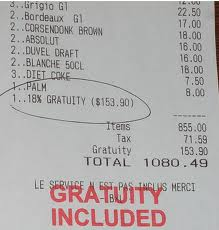 3..Grigio Gl
2..Bordeaux Gl 22.50
2..CORSENDONK BROWN 17.00
2..ABSOLUT 18.00
2..DUVEL DRAFT 16.00
2..BLANCHE 50CL 18.00
3..DIET COKE 7.50
1..PALM 8.00
1..18% GRATUITY ($153.90)
Items 855.00
Tax 71.59
Gratuity 153.90
TOTAL 1080.49
LE SERVICE N EST PAS INCLUS MERCI
GRATUITY
INCLUDED